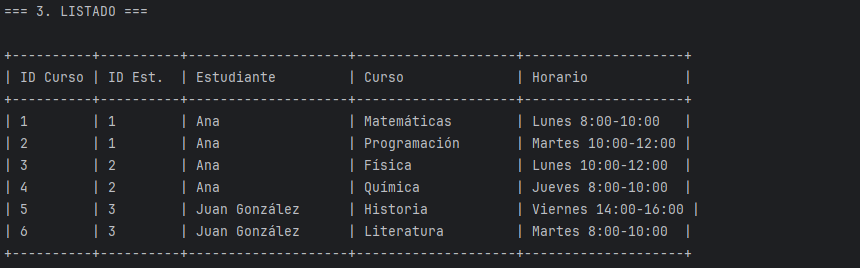 === 3. LISTADO ===
+----------+----------+--------------------+--------------------+--------------------+
| ID Curso | ID Est.  | Estudiante         | Curso              | Horario            |
+----------+----------+--------------------+--------------------+--------------------+
| 1        | 1        | Ana                | Matemáticas        | Lunes 8:00-10:00   |
| 2        | 1        | Ana                | Programación       | Martes 10:00-12:00 |
| 3        | 2        | Ana                | Física             | Lunes 10:00-12:00  |
| 4        | 2        | Ana                | Química            | Jueves 8:00-10:00  |
| 5        | 3        | Juan González      | Historia           | Viernes 14:00-16:00 |
| 6        | 3        | Juan González      | Literatura         | Martes 8:00-10:00  |
+----------+----------+--------------------+--------------------+--------------------+